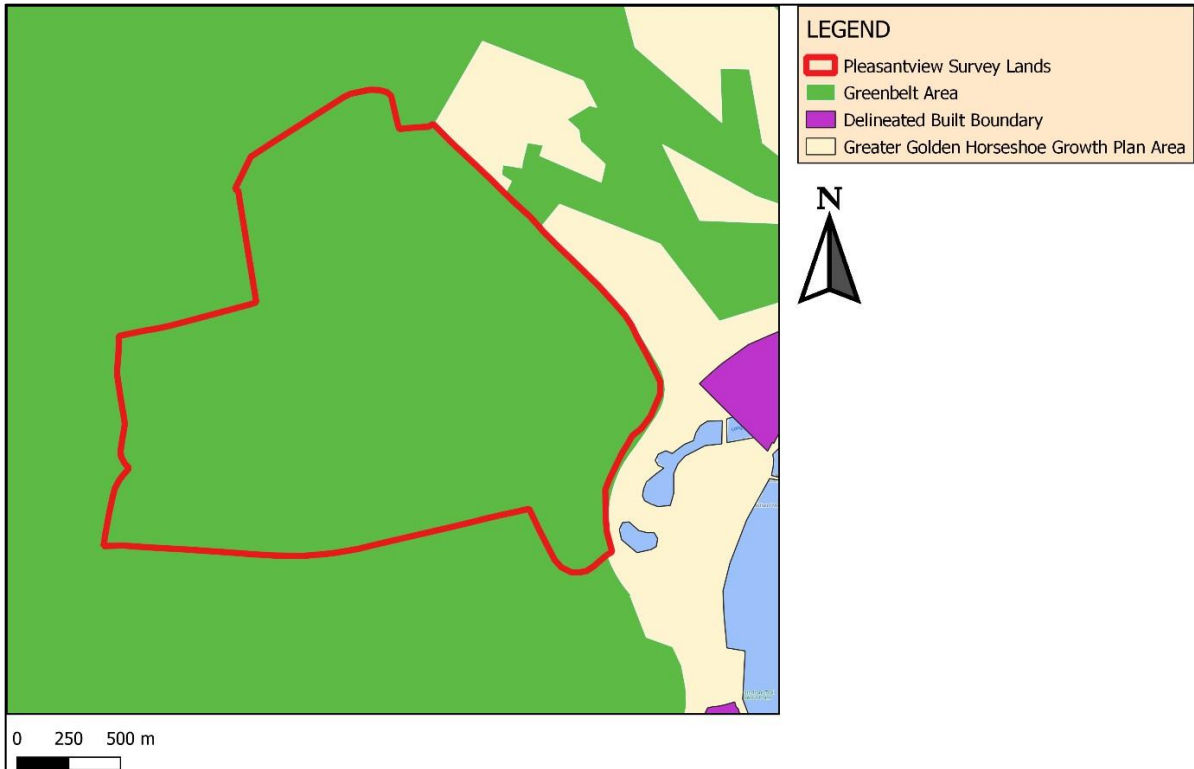 LEGEND
Pleasantview Survey Lands
Greenbelt Area
Delineated Built Boundary
Greater Golden Horseshoe Growth Plan Area
N
0 250 500 m